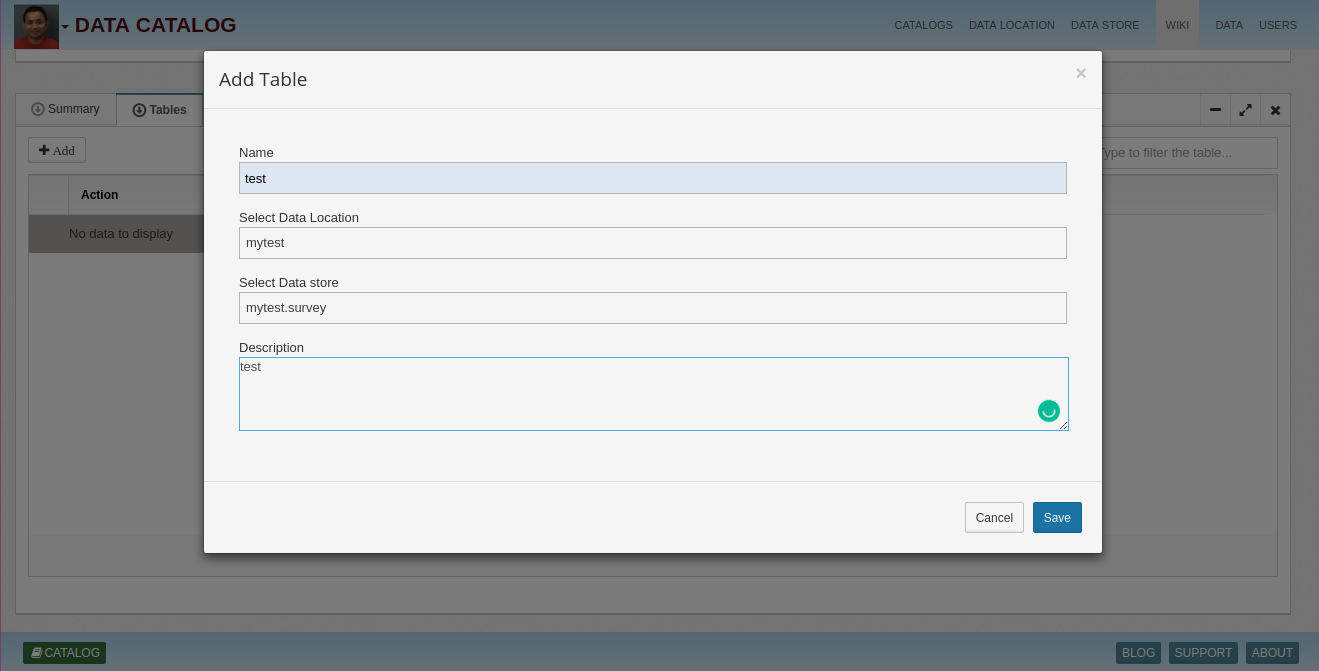 DATA CATALOG
CATALOGS DATA LOCATION DATA STORE WIKI DATA USERS
Add Table
×
Summary
Tables
Add
Type to filter the table...
Action
No data to display
Name
test
Select Data Location
mytest
Select Data store
mytest.survey
Description
test
Cancel
Save
CATALOG
BLOG
SUPPORT
ABOUT